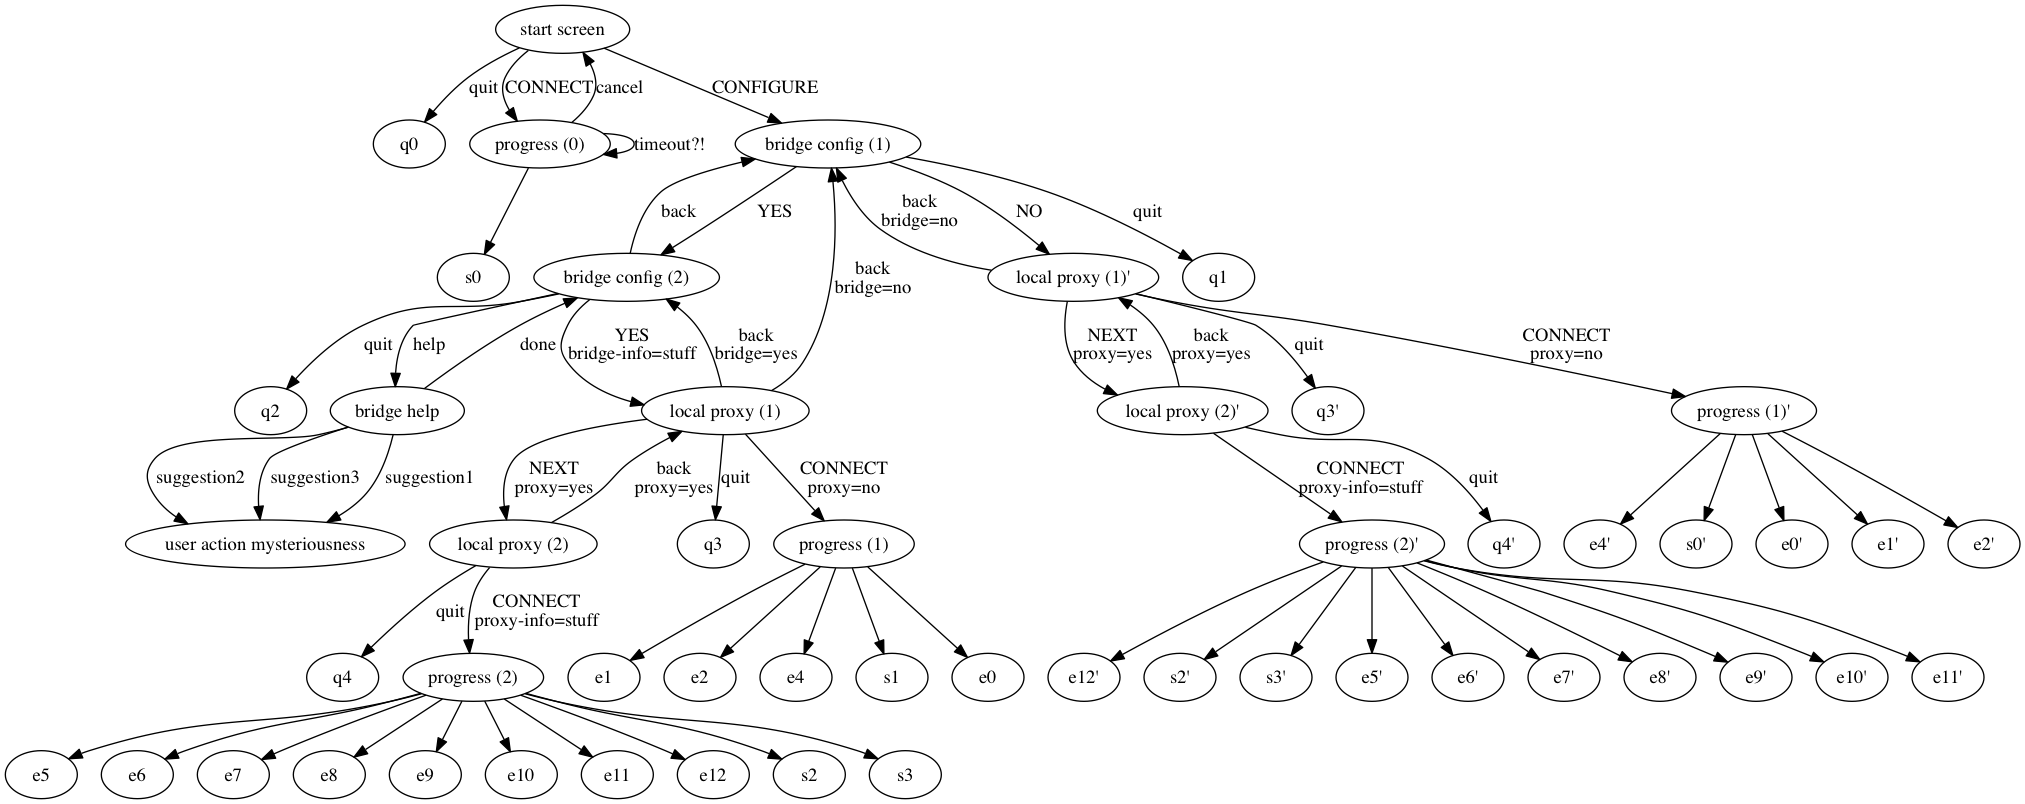 start screen
quit
CONNECT
cancel
CONFIGURE
q0
progress (0)
timeout?!
bridge config (1)
back
YES
back
bridge=no
NO
quit
s0
bridge config (2)
back
bridge=no
local proxy (1)'
q1
quit
help
done
YES
bridge-info=stuff
back
bridge=yes
NEXT
proxy=yes
back
proxy=yes
quit
CONNECT
proxy=no
q2
bridge help
local proxy (1)
local proxy (2)'
q3'
progress (1)'
suggestion2
suggestion3
suggestion1
NEXT
proxy=yes
back
proxy=yes
quit
CONNECT
proxy=no
CONNECT
proxy-info=stuff
quit
user action mysteriousness
local proxy (2)
q3
progress (1)
progress (2)'
q4'
e4'
s0'
e0'
e1'
e2'
quit
CONNECT
proxy-info=stuff
q4
progress (2)
e1
e2
e4
s1
e0
e12'
s2'
s3'
e5'
e6'
e7'
e8'
e9'
e10'
e11'
e5
e6
e7
e8
e9
e10
e11
e12
s2
s3